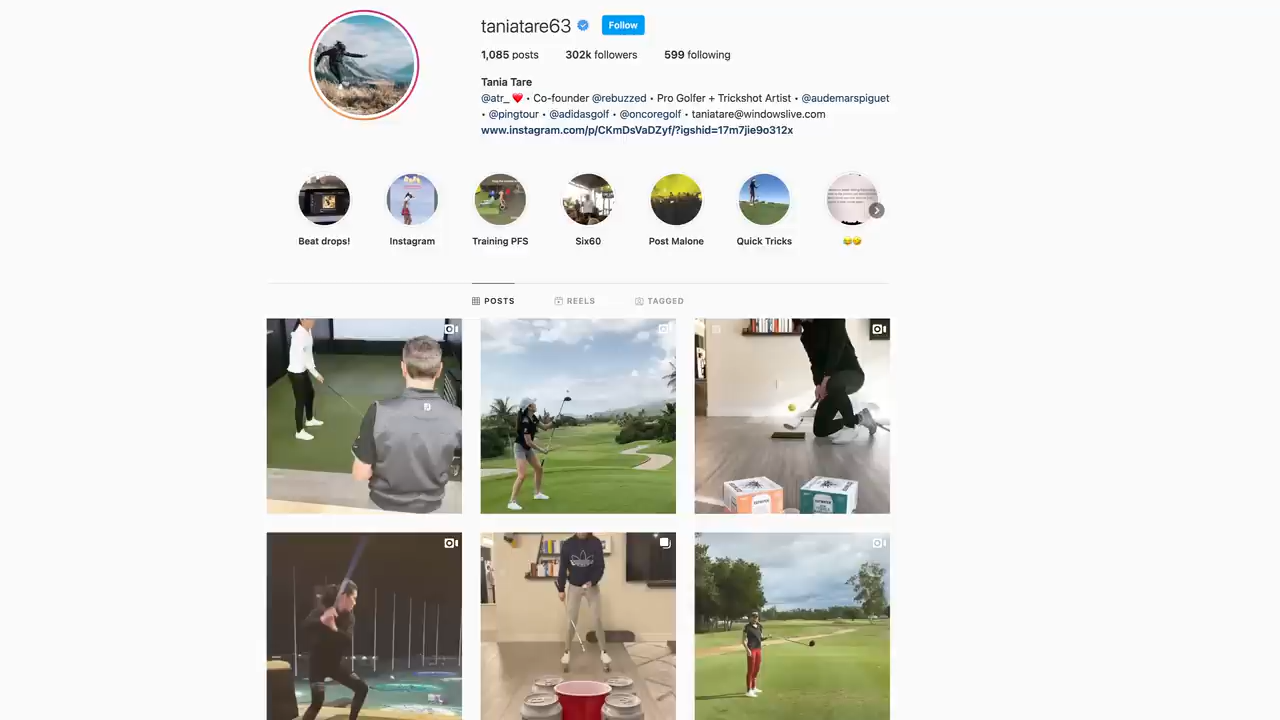 taniatare63 Follow
1,085 posts 302k followers 599 following
Tania Tare
@atr_ ❤️ • Co-founder @rebuzzed • Pro Golfer + Trickshot Artist • @audemarspiguet
• @pingtour • @adidasgolf • @oncoregolf • taniatare@windowslive.com
www.instagram.com/p/CKmDsVaDZyf/?igshid=17m7jie9o312x
Beat drops! Instagram Training PFS Six60 Post Malone Quick Tricks 😂🤣
POSTS REELS TAGGED